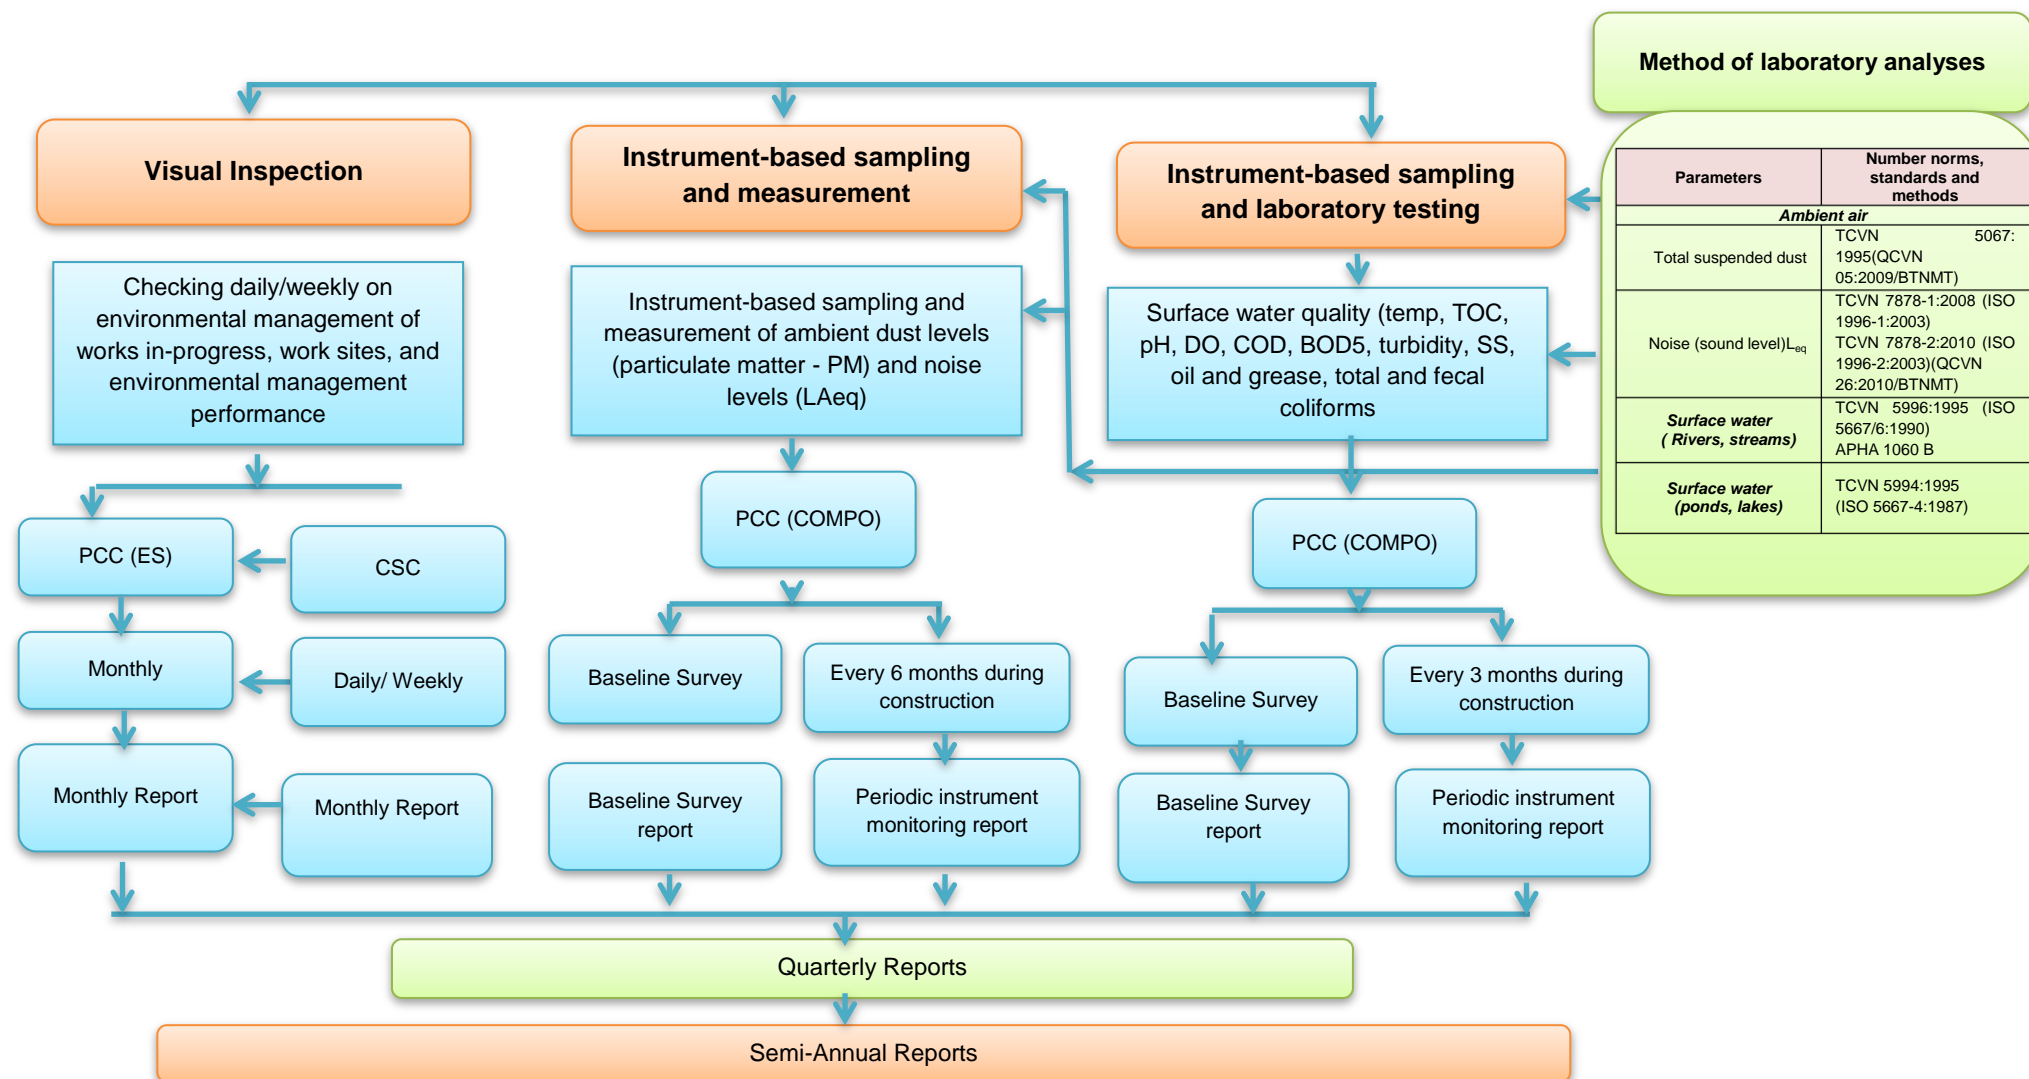 Method of laboratory analyses
Visual Inspection
Instrument-based sampling
and measurement
Instrument-based sampling
and laboratory testing
Parameters
Number norms,
standards and
methods
Ambient air
Total suspended dust
TCVN 5067:
1995(QCVN
05:2009/BTNMT)
Noise (sound level)Leq
TCVN 7878-1:2008 (ISO
1996-1:2003)
TCVN 7878-2:2010 (ISO
1996-2:2003)(QCVN
26:2010/BTNMT)
Surface water
( Rivers, streams)
TCVN 5996:1995 (ISO
5667/6:1990)
APHA 1060 B
Surface water
(ponds, lakes)
TCVN 5994:1995
(ISO 5667-4:1987)
Checking daily/weekly on
environmental management of
works in-progress, work sites, and
environmental management
performance
Instrument-based sampling and
measurement of ambient dust levels
(particulate matter - PM) and noise
levels (LAeq)
Surface water quality (temp, TOC,
pH, DO, COD, BOD5, turbidity, SS,
oil and grease, total and fecal
coliforms
PCC (ES)
CSC
PCC (COMPO)
PCC (COMPO)
Monthly
Daily/ Weekly
Baseline Survey
Every 6 months during
construction
Baseline Survey
Every 3 months during
construction
Monthly Report
Monthly Report
Baseline Survey
report
Periodic instrument
monitoring report
Baseline Survey
report
Periodic instrument
monitoring report
Quarterly Reports
Semi-Annual Reports